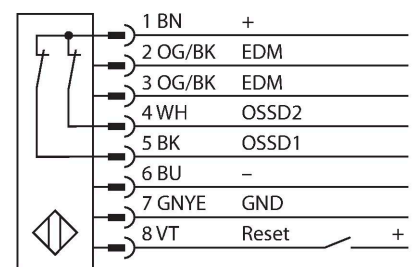 1 BN +
2 OG/BK EDM
3 OG/BK EDM
4 WH OSSD2
5 BK OSSD1
6 BU –
7 GNYE GND
8 VT Reset +